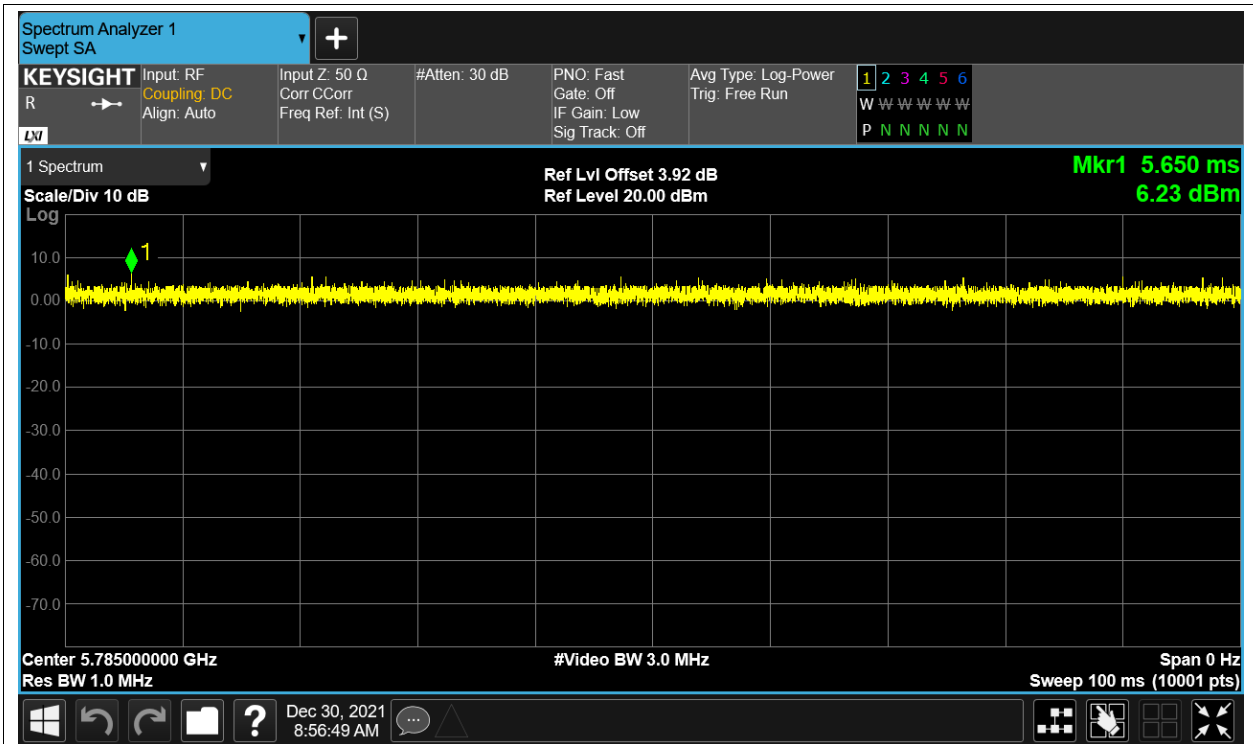 Spectrum Analyzer 1
Swept SA
KEYSIGHT
R
LXI
Input: RF
Coupling: DC
Align: Auto
Input Z: 50 Ω
Corr CCorr
Freq Ref: Int (S)
#Atten: 30 dB
PNO: Fast
Gate: Off
IF Gain: Low
Sig Track: Off
Avg Type: Log-Power
Trig: Free Run
1 2 3 4 5 6
W W W W W W
P N N N N N
1 Spectrum
Scale/Div 10 dB
Ref Lvl Offset 3.92 dB
Ref Level 20.00 dBm
Mkr1 5.650 ms
6.23 dBm
Log
1
10.0
0.00
-10.0
-20.0
-30.0
-40.0
-50.0
-60.0
-70.0
Center 5.785000000 GHz
Res BW 1.0 MHz
#Video BW 3.0 MHz
Span 0 Hz
Sweep 100 ms (10001 pts)
?
Dec 30, 2021
8:56:49 AM